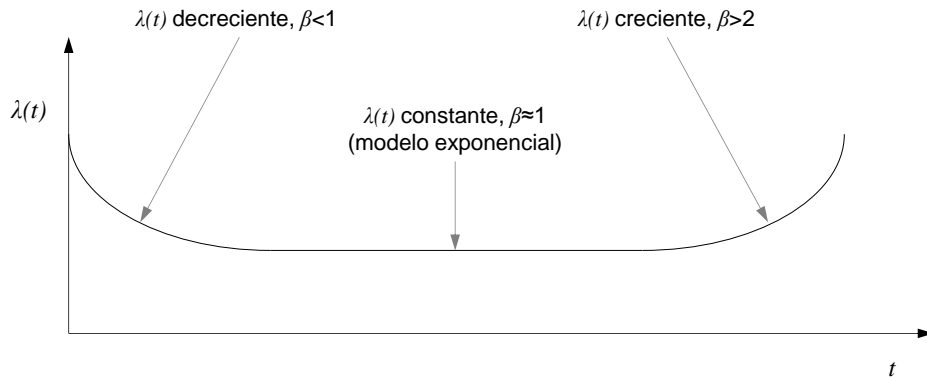 λ(t) decreciente, β<1
λ(t) creciente, β>2
λ(t)
λ(t) constante, β≈1
(modelo exponencial)
t